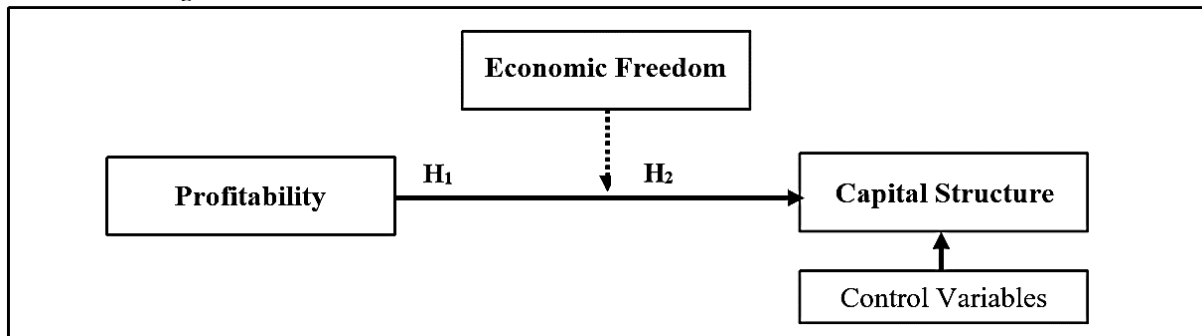 Economic Freedom
H₁
H₂
Profitability
Capital Structure
Control Variables